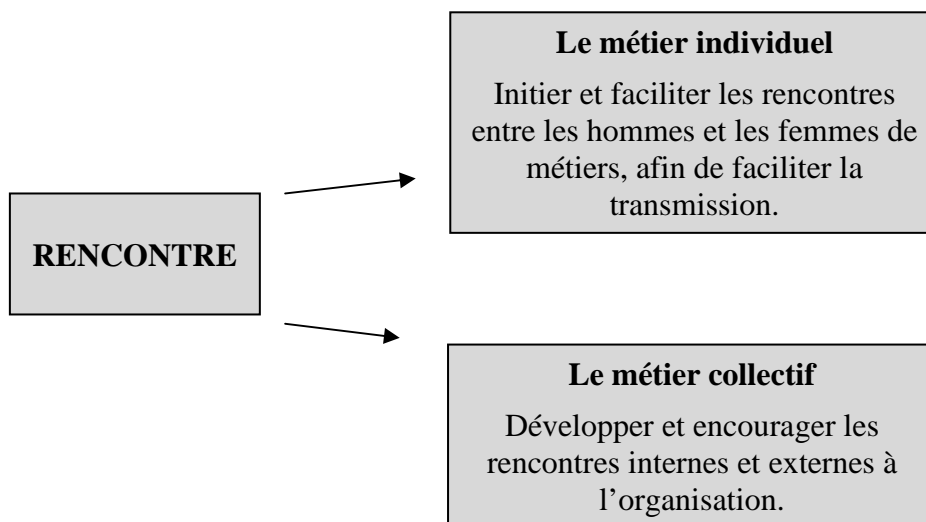 Le métier individuel
Initier et faciliter les rencontres
entre les hommes et les femmes de
métiers, afin de faciliter la
transmission.
RENCONTRE
Le métier collectif
Développer et encourager les
rencontres internes et externes à
l’organisation.